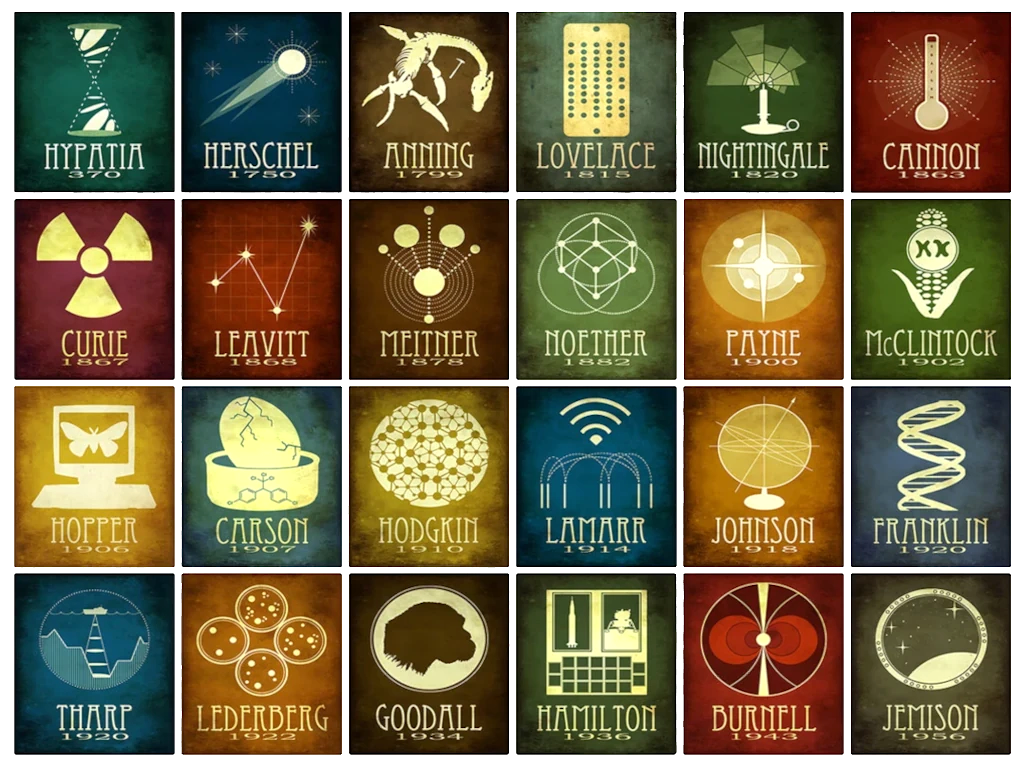 HYPATIA
370
HERSCHEL
1750
ANNING
1799
LOVELACE
1815
NIGHTINGALE
1820
CANNON
1863
CURIE
1867
LEAVITT
1868
MEITNER
1878
NOETHER
1882
PAYNE
1900
McCLINTOCK
1902
HOPPER
1906
CARSON
1907
HODGKIN
1910
LAMARR
1914
JOHNSON
1918
FRANKLIN
1920
THARP
1920
LEDERBERG
1922
GOODALL
1934
HAMILTON
1936
BURNELL
1943
JEMISON
1956